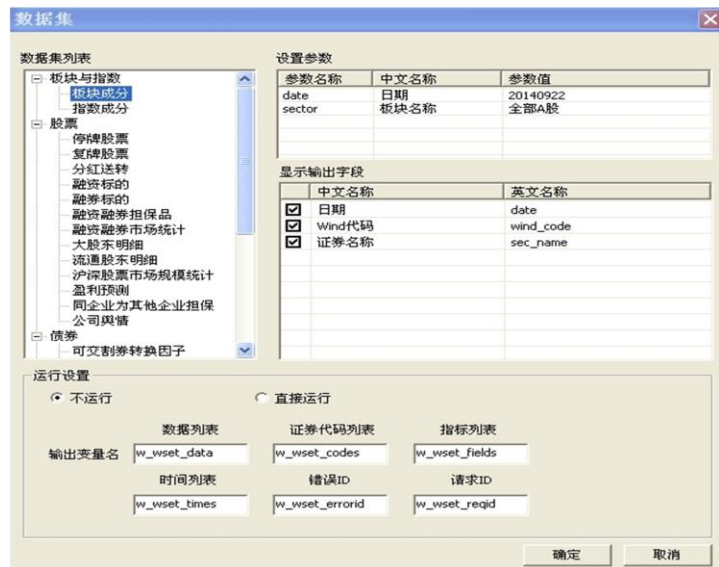 数据集
数据集列表
板块与指数
板块成分
指数成分
股票
停牌股票
复牌股票
分红送转
融资标的
融券标的
融资融券担保品
融资融券市场统计
大股东明细
流通股东明细
沪深股票市场规模统计
盈利预测
同企业为其他企业担保
公司舆情
债券
可交割券转换因子
设置参数
参数名称 中文名称 参数值
date 日期 20140922
sector 板块名称 全部A股
显示输出字段
中文名称 英文名称
日期 date
Wind代码 wind_code
证券名称 sec_name
运行设置
不运行 直接运行
数据列表 证券代码列表 指标列表
输出变量名 w_wset_data w_wset_codes w_wset_fields
时间列表 错误ID 请求ID
w_wset_times w_wset_errorid w_wset_reqid
确定 取消